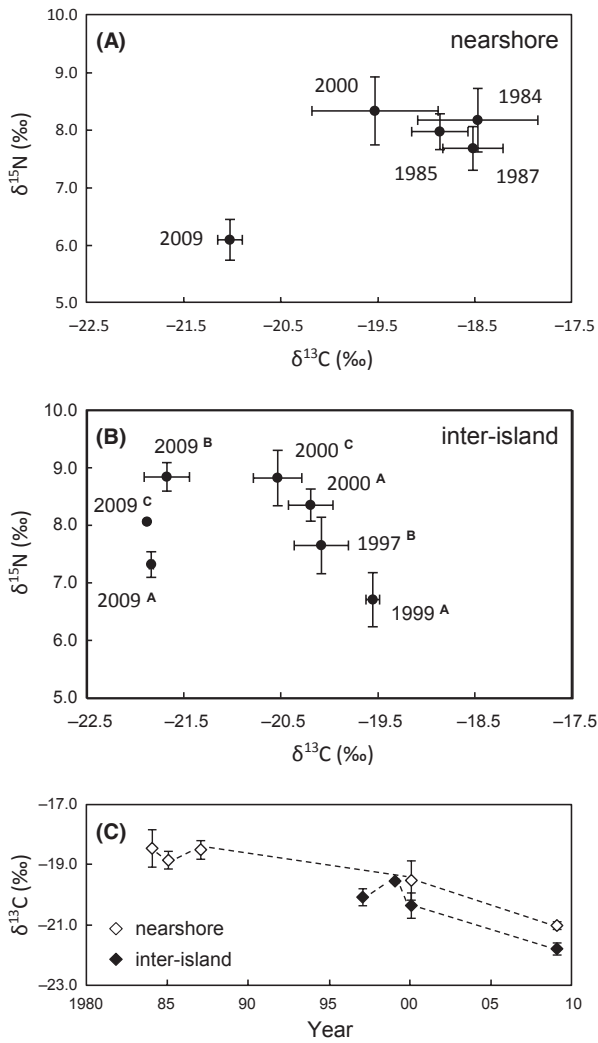 (A) nearshore
10.0
9.0
8.0
7.0
6.0
5.0
δ15N (‰)
2000
1984
1985
1987
2009
–22.5 –21.5 –20.5 –19.5 –18.5 –17.5
δ13C (‰)
(B) inter-island
10.0
9.0
8.0
7.0
6.0
5.0
δ15N (‰)
2009 B
2000 C
2000 A
2009 C
1997 B
2009 A
1999 A
–22.5 –21.5 –20.5 –19.5 –18.5 –17.5
δ13C (‰)
(C)
–17.0
–19.0
–21.0
–23.0
δ13C (‰)
nearshore
inter-island
1980 85 90 95 00 05 10
Year